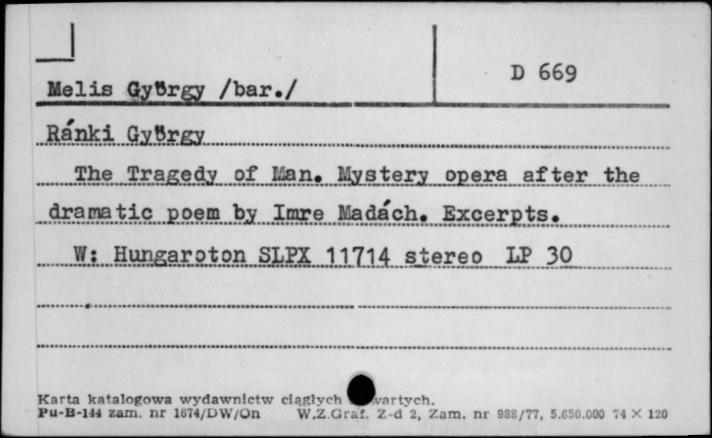 D 669
Melis György /bar./
Ránki György
The Tragedy of Man. Mystery opera after the
dramatic poem by Imre Madách. Excerpts.
W: Hungaroton SLPX 11714 stereo LP 30
Karta katalogowa wydawnictw ciągłych wartych.
Pu-B-144 zam. nr 1674/DW/On W.Z.Graf. Z-d 2, Zam. nr 988/77, 5.650.000 74 × 120